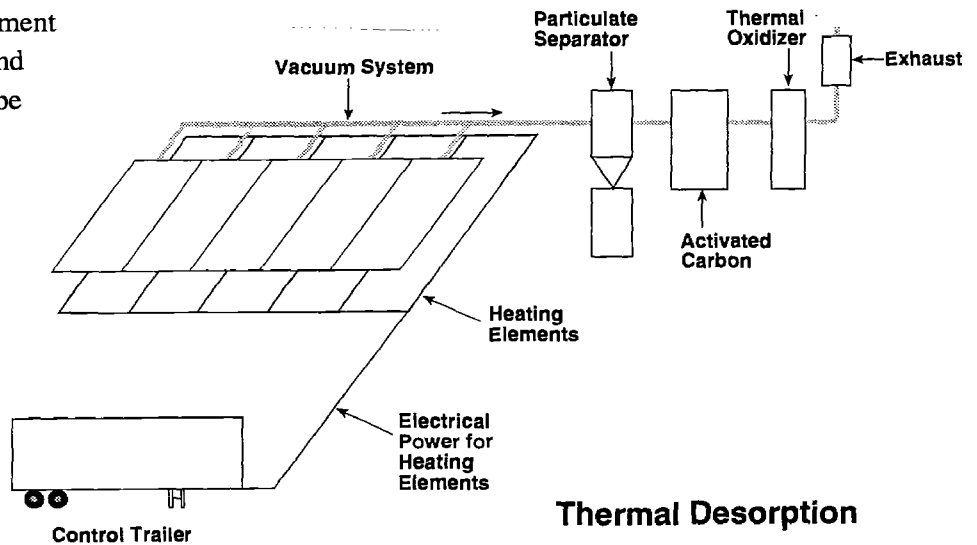 ment
nd
be
Vacuum System
Particulate
Separator
Thermal
Oxidizer
Exhaust
Activated
Carbon
Heating
Elements
Electrical
Power for
Heating
Elements
Control Trailer
Thermal Desorption